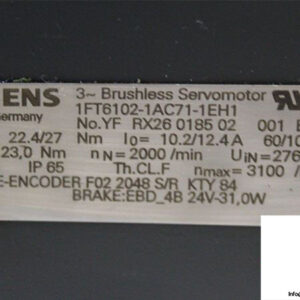 ENS 3~ Brushless Servomotor
Germany 1FT6102-1AC71-1EH1
No.YF RX26 0185 02 001
22.4/27 Nm I0= 10.2/12.4 A 60/10
23,0 Nm nN= 2000 /min UIN=276
IP 65 Th.CL.F nmax= 3100 /
E-ENCODER F02 2048 S/R KTY 84
BRAKE:EBD_4B 24V-31,0W